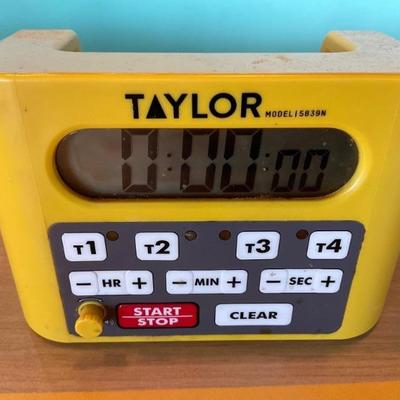 TAYLOR
MODEL | 5839N
0:00:00
T1 T2 T3 T4
− HR + − MIN + − SEC +
START
STOP
CLEAR